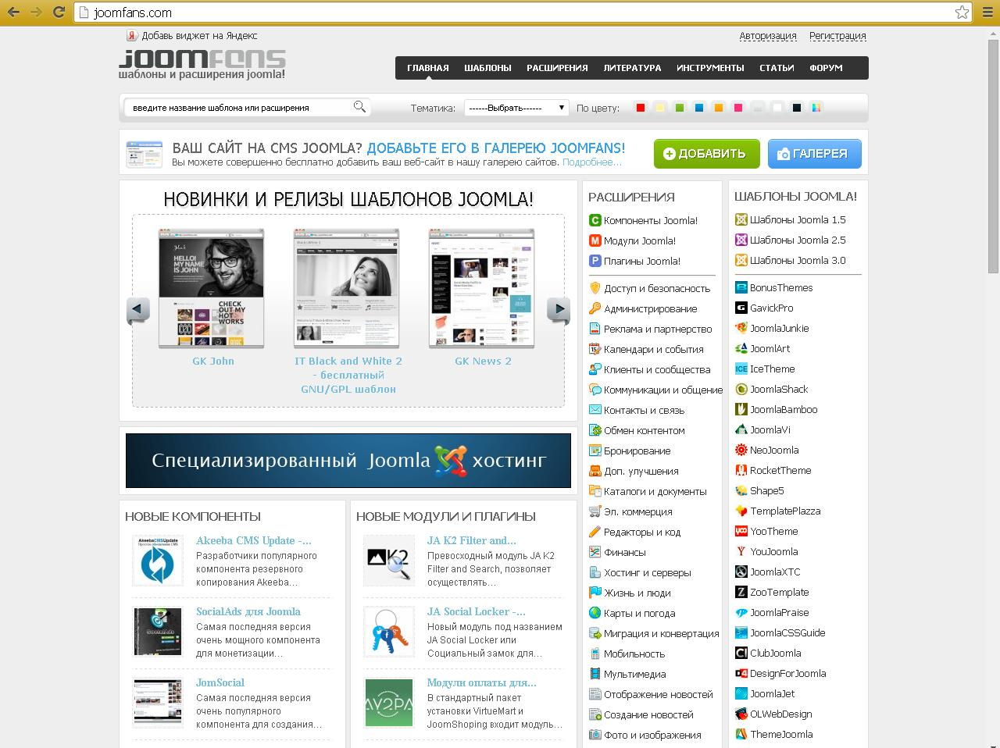 joomfans.com
Добавь виджет на Яндекс
Авторизация Регистрация
JOOMFANS
шаблоны и расширения joomla!
ГЛАВНАЯ ШАБЛОНЫ РАСШИРЕНИЯ ЛИТЕРАТУРА ИНСТРУМЕНТЫ СТАТЬИ ФОРУМ
введите название шаблона или расширения
Тематика: ------Выбрать------ По цвету:
ВАШ САЙТ НА CMS JOOMLA? ДОБАВЬТЕ ЕГО В ГАЛЕРЕЮ JOOMFANS!
Вы можете совершенно бесплатно добавить ваш веб-сайт в нашу галерею сайтов. Подробнее...
ДОБАВИТЬ
ГАЛЕРЕЯ
НОВИНКИ И РЕЛИЗЫ ШАБЛОНОВ JOOMLA!
HELLO!
MY NAME
IS JOHN
CHECK
OUT MY
HOT
WORKS
GK John
IT Black and White 2
- бесплатный
GNU/GPL шаблон
GK News 2
Специализированный Joomla хостинг
НОВЫЕ КОМПОНЕНТЫ
AkeebaCMSUpdate
Akeeba CMS Update -...
Разработчики популярного
компонента резервного
копирования Akeeba...
SocialAds для Joomla
Самая последняя версия
очень мощного компонента
для монетизации...
JomSocial
Самая последняя версия
очень популярного
компонента для создания...
НОВЫЕ МОДУЛИ И ПЛАГИНЫ
K2
JA K2 Filter and...
Превосходный модуль JA K2
Filter and Search, позволяет
осуществлять...
JA Social Locker -...
Новый модуль под названием
JA Social Locker или
Социальный замок для...
AY2PA
Модули оплаты для...
В стандартный пакет
установки VirtueMart и
JoomShoping входит модуль...
РАСШИРЕНИЯ
Компоненты Joomla!
Модули Joomla!
Плагины Joomla!
Доступ и безопасность
Администрирование
Реклама и партнерство
Календари и события
Клиенты и сообщества
Коммуникации и общение
Контакты и связь
Обмен контентом
Бронирование
Доп. улучшения
Каталоги и документы
Эл. коммерция
Редакторы и код
Финансы
Хостинг и серверы
Жизнь и люди
Карты и погода
Миграция и конвертация
Мобильность
Мультимедиа
Отображение новостей
Создание новостей
Фото и изображения
ШАБЛОНЫ JOOMLA!
Шаблоны Joomla 1.5
Шаблоны Joomla 2.5
Шаблоны Joomla 3.0
BonusThemes
GavickPro
JoomlaJunkie
JoomlArt
IceTheme
JoomlaShack
JoomlaBamboo
JoomlaVi
NeoJoomla
RocketTheme
Shape5
TemplatePlazza
YooTheme
YouJoomla
JoomlaXTC
ZooTemplate
JoomlaPraise
JoomlaCSSGuide
ClubJoomla
DesignForJoomla
JoomlaJet
OLWebDesign
ThemeJoomla